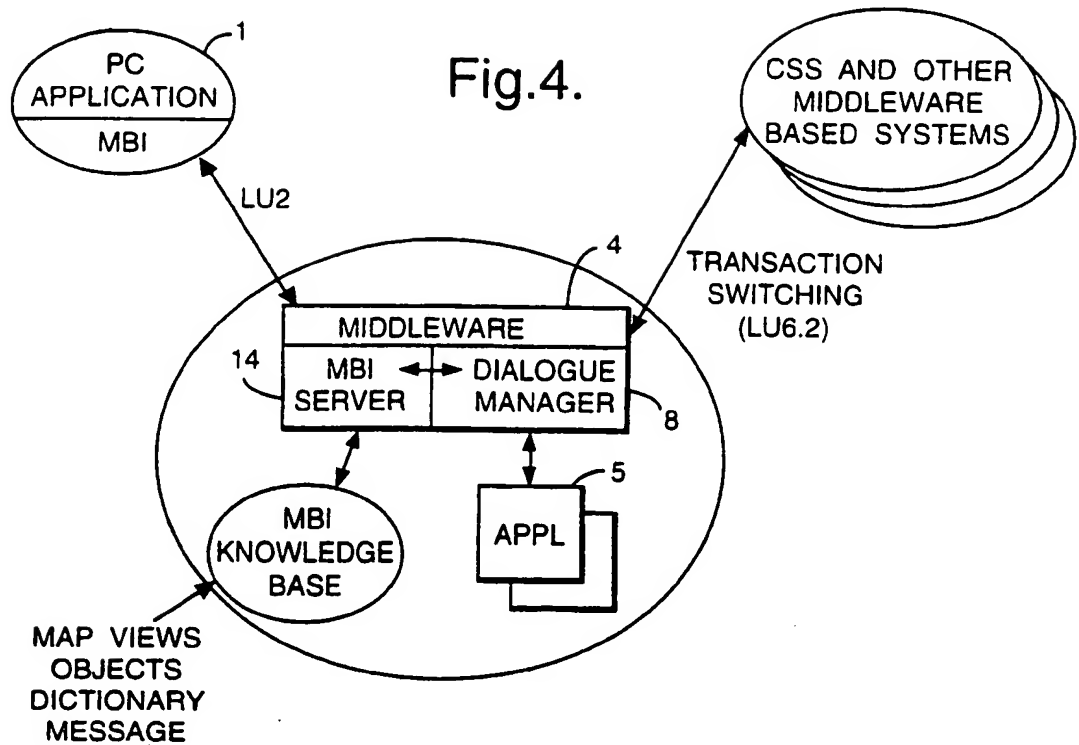 1
PC
APPLICATION
MBI
Fig.4.
CSS AND OTHER
MIDDLEWARE
BASED SYSTEMS
LU2
TRANSACTION
SWITCHING
(LU6.2)
4
MIDDLEWARE
14
MBI
SERVER
DIALOGUE
MANAGER
8
5
APPL
MBI
KNOWLEDGE
BASE
MAP VIEWS
OBJECTS
DICTIONARY
MESSAGE